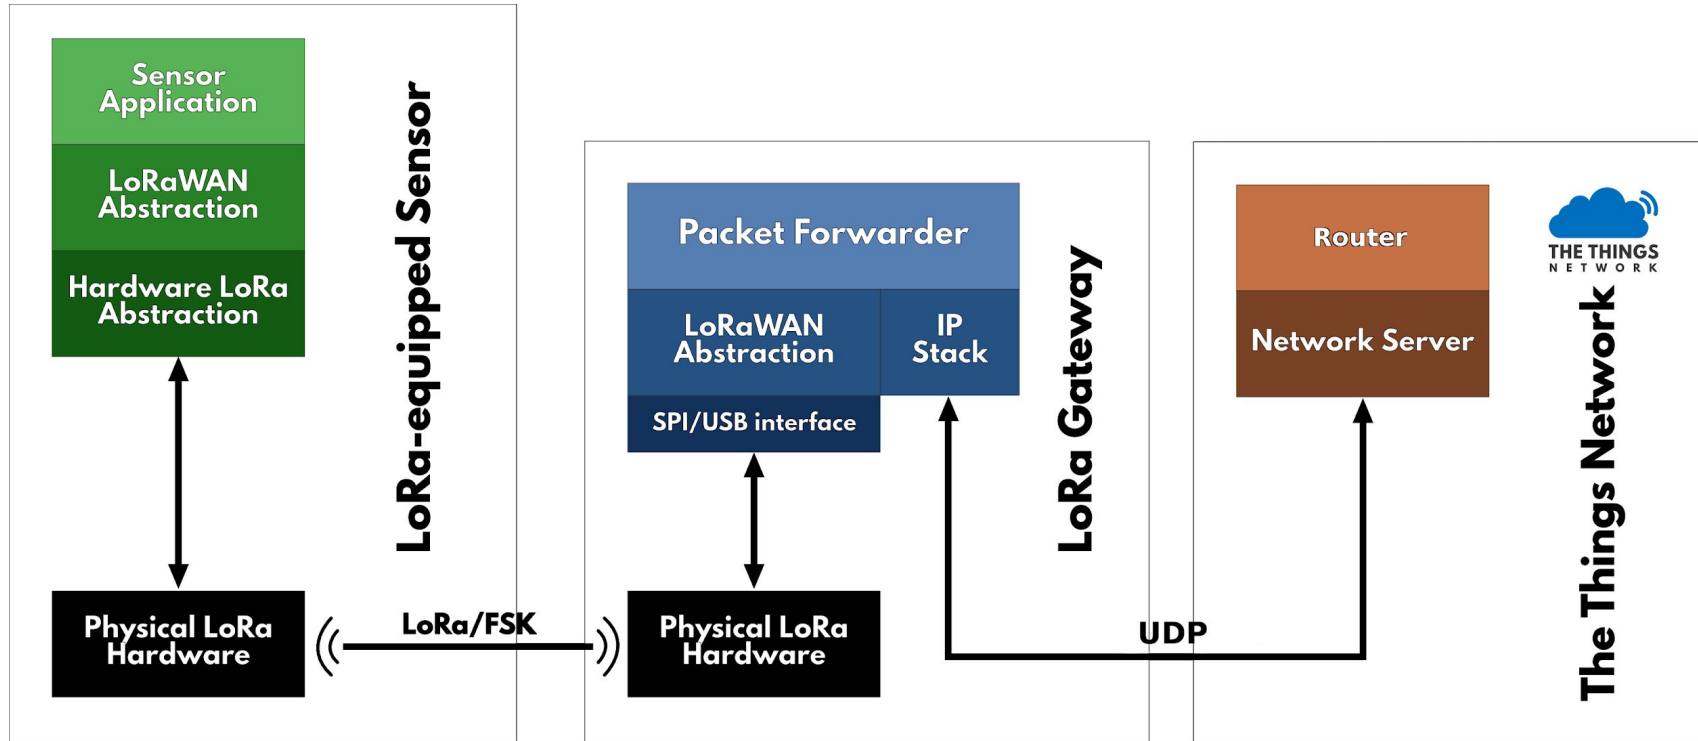 Sensor
Application
LoRaWAN
Abstraction
Hardware LoRa
Abstraction
Physical LoRa
Hardware
LoRa-equipped Sensor
LoRa/FSK
Packet Forwarder
LoRaWAN
Abstraction
IP
Stack
SPI/USB interface
Physical LoRa
Hardware
LoRa Gateway
UDP
Router
Network Server
THE THINGS
NETWORK
The Things Network